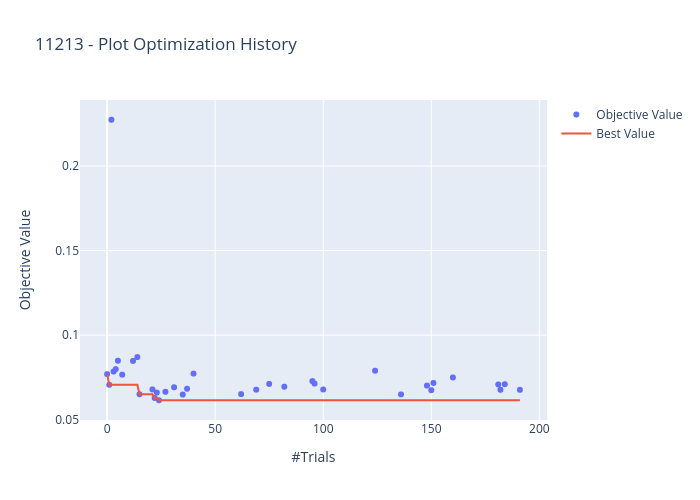 11213 - Plot Optimization History
Objective Value
Best Value
0.2
0.15
0.1
0.05
Objective Value
0
50
100
150
200
#Trials